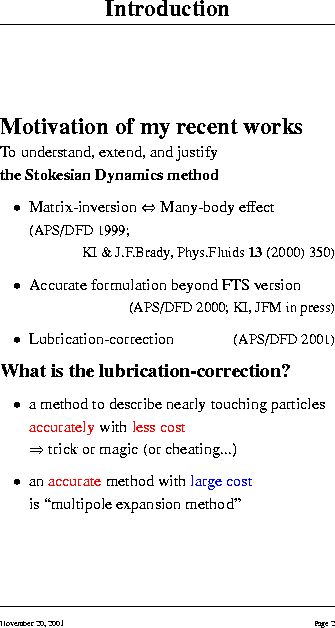 Introduction
Motivation of my recent works
To understand, extend, and justify
the Stokesian Dynamics method
• Matrix-inversion ⇔ Many-body effect
(APS/DFD 1999;
KI & J.F.Brady, Phys.Fluids 13 (2000) 350)
• Accurate formulation beyond FTS version
(APS/DFD 2000; KI, JFM in press)
• Lubrication-correction (APS/DFD 2001)
What is the lubrication-correction?
• a method to describe nearly touching particles
accurately with less cost
⇒ trick or magic (or cheating...)
• an accurate method with large cost
is “multipole expansion method”
November 20, 2001 Page 2